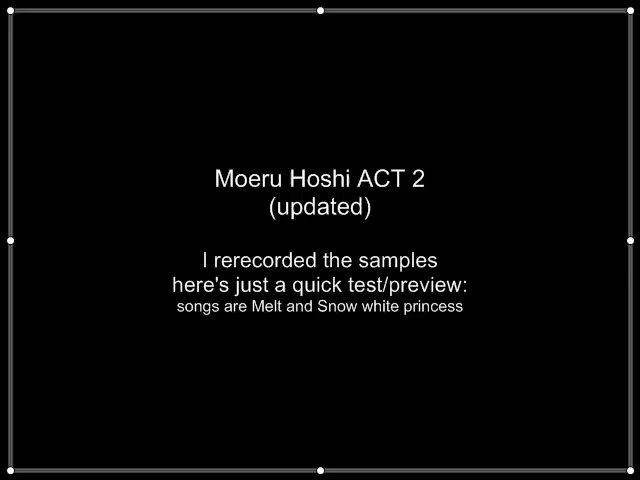 Moeru Hoshi ACT 2
(updated)
I rerecorded the samples
here's just a quick test/preview:
songs are Melt and Snow white princess